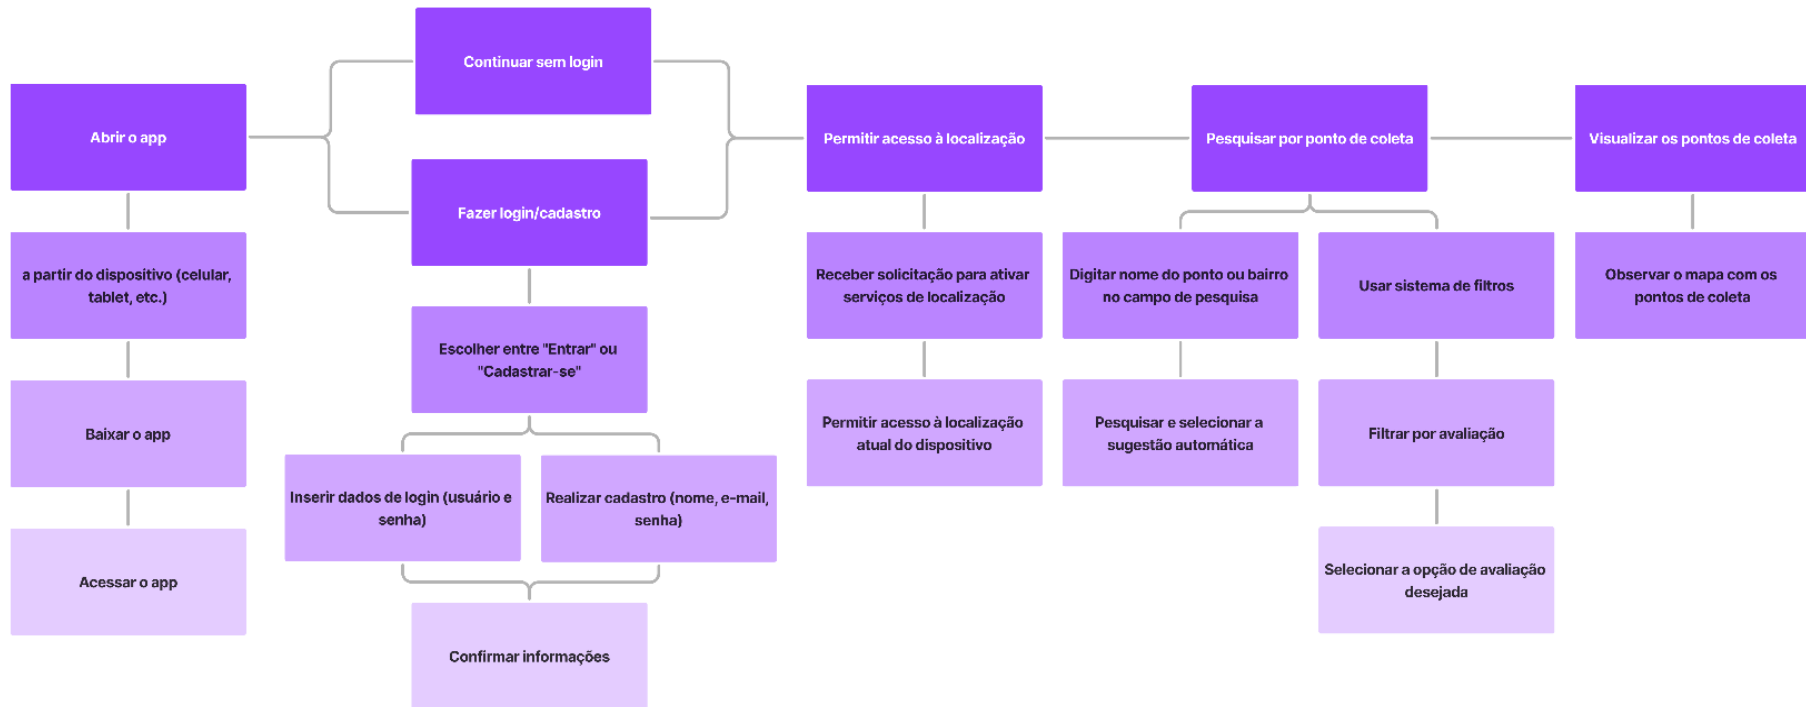 Continuar sem login
Abrir o app
Permitir acesso à localização
Pesquisar por ponto de coleta
Visualizar os pontos de coleta
Fazer login/cadastro
a partir do dispositivo (celular,
tablet, etc.)
Receber solicitação para ativar
serviços de localização
Digitar nome do ponto ou bairro
no campo de pesquisa
Usar sistema de filtros
Observar o mapa com os
pontos de coleta
Escolher entre "Entrar" ou
"Cadastrar-se"
Baixar o app
Permitir acesso à localização
atual do dispositivo
Pesquisar e selecionar a
sugestão automática
Filtrar por avaliação
Inserir dados de login (usuário e
senha)
Realizar cadastro (nome, e-mail,
senha)
Acessar o app
Selecionar a opção de avaliação
desejada
Confirmar informações